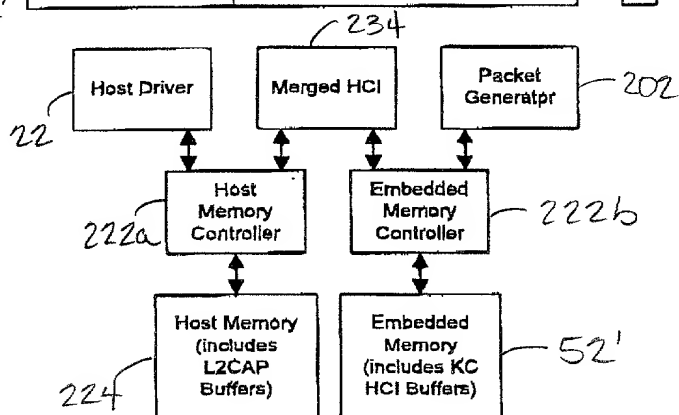 234
Host Driver
Merged HCI
Packet
Generator
202
22
Host
Memory
Controller
Embedded
Memory
Controller
222a
222b
Host Memory
(includes
L2CAP
Buffers)
Embedded
Memory
(includes KC
HCI Buffers)
52'
224